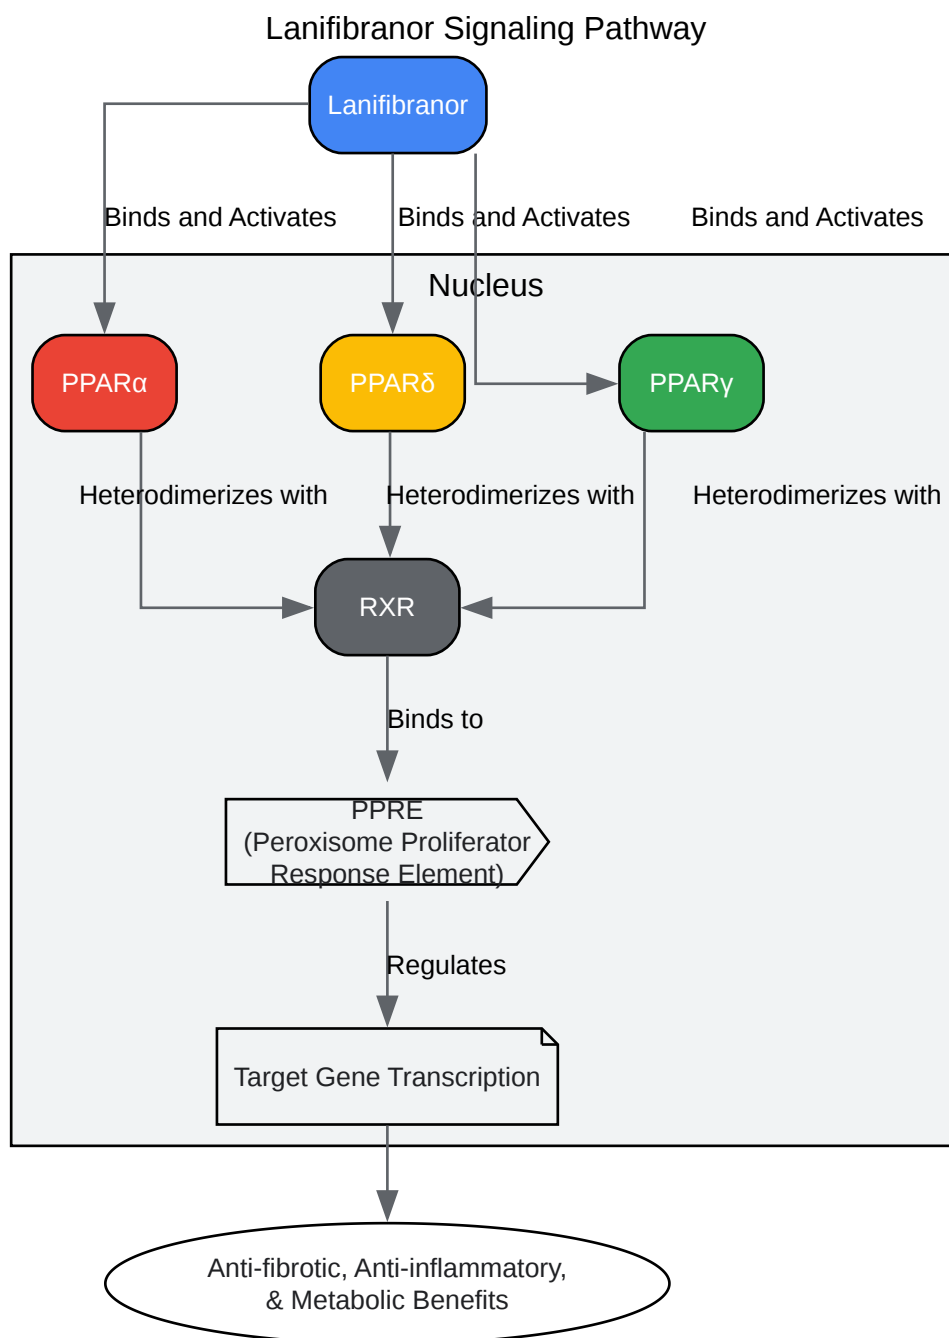 Lanifibranor Signaling Pathway
Lanifibranor
Binds and Activates
Binds and Activates
Binds and Activates
Nucleus
PPARα
PPARδ
PPARγ
Heterodimerizes with
Heterodimerizes with
Heterodimerizes with
RXR
Binds to
PPRE
(Peroxisome Proliferator
Response Element)
Regulates
Target Gene Transcription
Anti-fibrotic, Anti-inflammatory,
& Metabolic Benefits